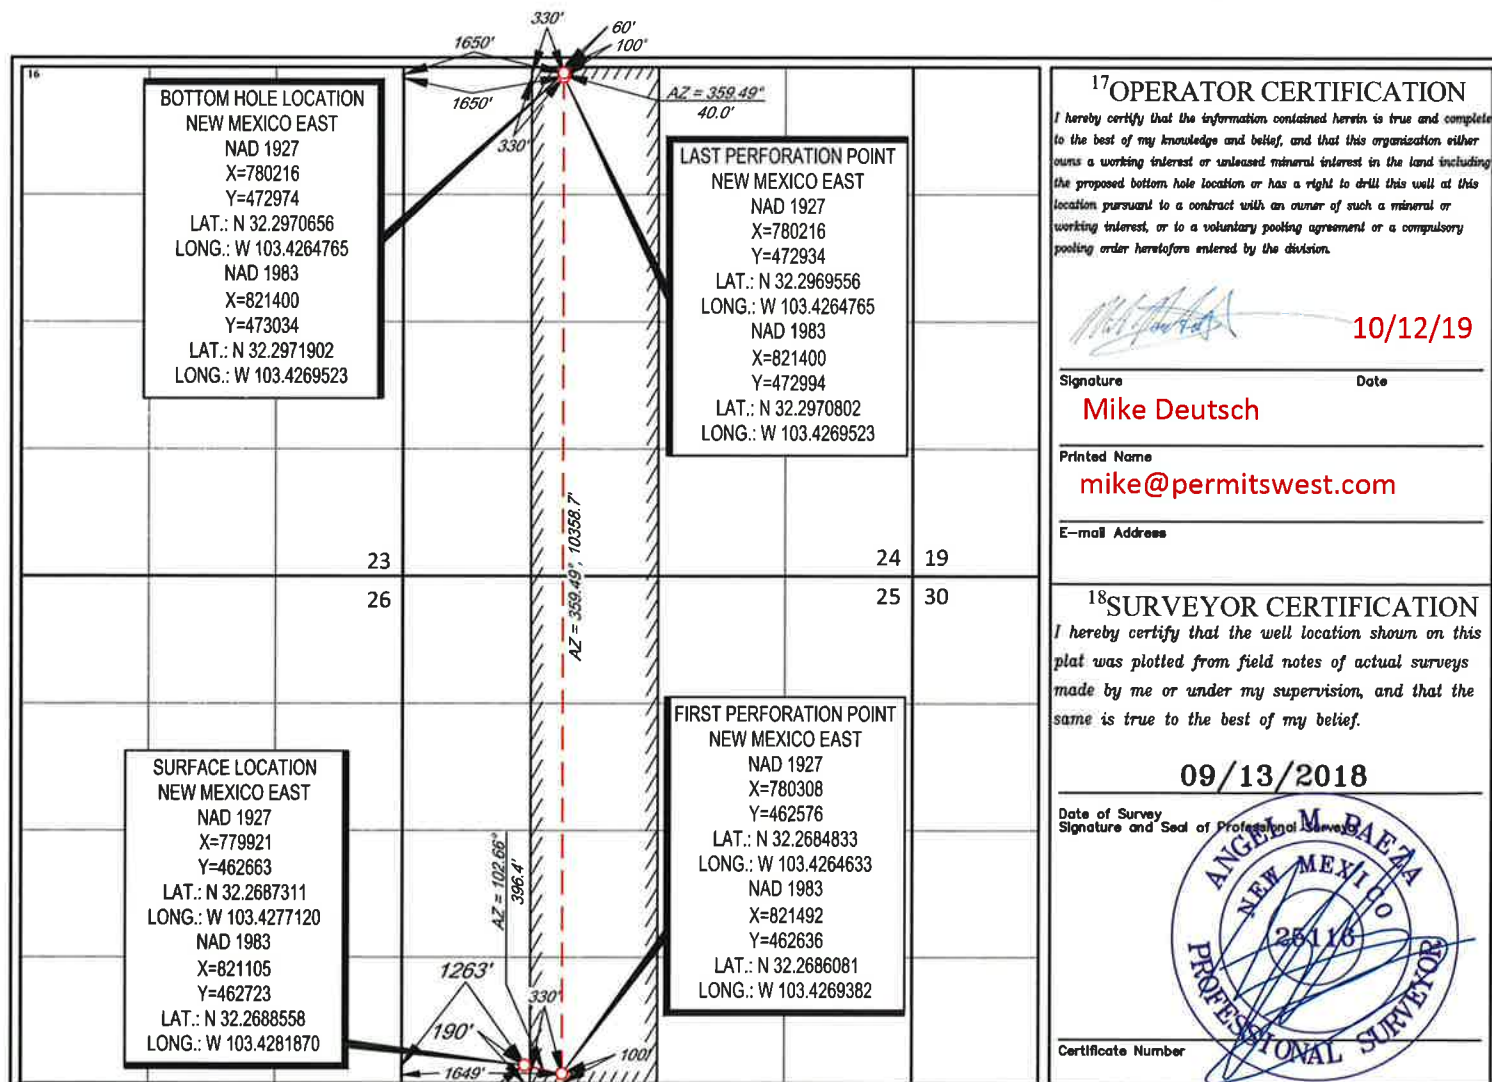 330'
60'
100'
1650'
16
1650'
330'
AZ = 359.49°
40.0'
BOTTOM HOLE LOCATION
NEW MEXICO EAST
NAD 1927
X=780216
Y=472974
LAT.: N 32.2970656
LONG.: W 103.4264765
NAD 1983
X=821400
Y=473034
LAT.: N 32.2971902
LONG.: W 103.4269523
LAST PERFORATION POINT
NEW MEXICO EAST
NAD 1927
X=780216
Y=472934
LAT.: N 32.2969556
LONG.: W 103.4264765
NAD 1983
X=821400
Y=472994
LAT.: N 32.2970802
LONG.: W 103.4269523
AZ = 359.49°, 10358.7'
23
24
19
26
25
30
SURFACE LOCATION
NEW MEXICO EAST
NAD 1927
X=779921
Y=462663
LAT.: N 32.2687311
LONG.: W 103.4277120
NAD 1983
X=821105
Y=462723
LAT.: N 32.2688558
LONG.: W 103.4281870
FIRST PERFORATION POINT
NEW MEXICO EAST
NAD 1927
X=780308
Y=462576
LAT.: N 32.2684833
LONG.: W 103.4264633
NAD 1983
X=821492
Y=462636
LAT.: N 32.2686081
LONG.: W 103.4269382
AZ = 102.66°
396.4'
1263'
330'
190'
100'
1649'
17OPERATOR CERTIFICATION
I hereby certify that the information contained herein is true and complete
to the best of my knowledge and belief, and that this organization either
owns a working interest or unleased mineral interest in the land including
the proposed bottom hole location or has a right to drill this well at this
location pursuant to a contract with an owner of such a mineral or
working interest, or to a voluntary pooling agreement or a compulsory
pooling order heretofore entered by the division.
10/12/19
Signature Date
Mike Deutsch
Printed Name
mike@permitswest.com
E-mail Address
18SURVEYOR CERTIFICATION
I hereby certify that the well location shown on this
plat was plotted from field notes of actual surveys
made by me or under my supervision, and that the
same is true to the best of my belief.
09/13/2018
Date of Survey
Signature and Seal of Professional Surveyor
ANGEL M. BAEZA
NEW MEXICO
25116
PROFESSIONAL SURVEYOR
Certificate Number